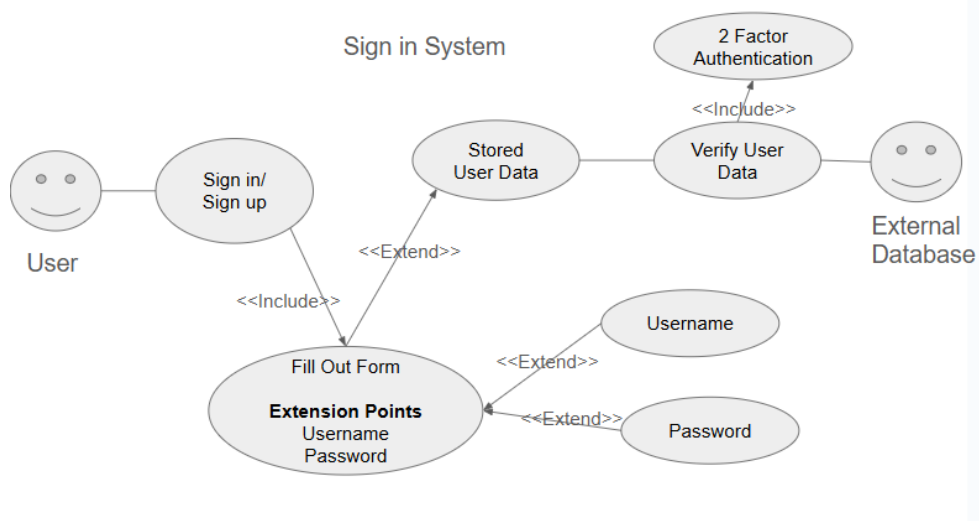 Sign in System
2 Factor
Authentication
<<Include>>
Stored
User Data
Verify User
Data
Sign in/
Sign up
External
Database
User
<<Extend>>
<<Include>>
Username
Fill Out Form
<<Extend>>
Extension Points
Username
Password
<<Extend>>
Password